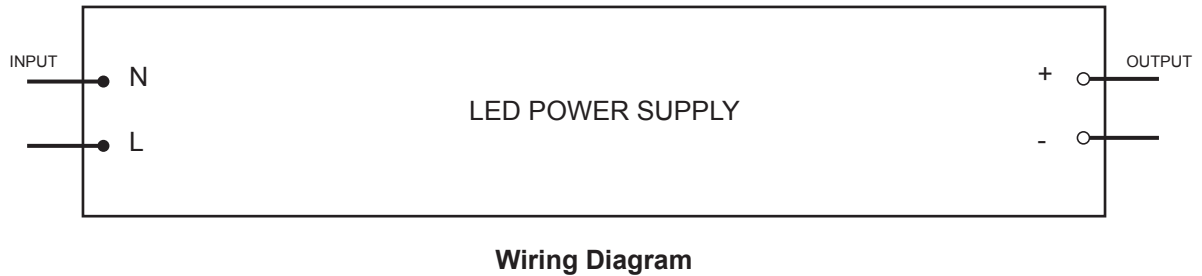 INPUT
OUTPUT
N
+
LED POWER SUPPLY
L
-
Wiring Diagram